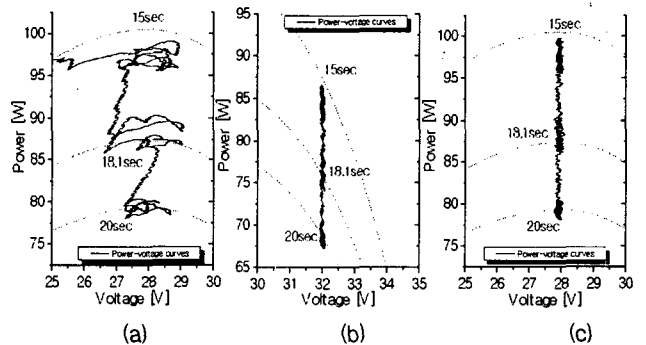 100
95
90
85
80
75
Power [W]
15sec
18.1sec
20sec
Power-voltage curves
25 26 27 28 29 30
Voltage [V]
(a)
95
90
85
80
75
70
65
Power [W]
Power-voltage curves
15sec
18.1sec
20sec
30 31 32 33 34 35
Voltage [V]
(b)
100
95
90
85
80
75
Power [W]
15sec
18.1sec
20sec
Power-voltage curves
25 26 27 28 29 30
Voltage [V]
(c)